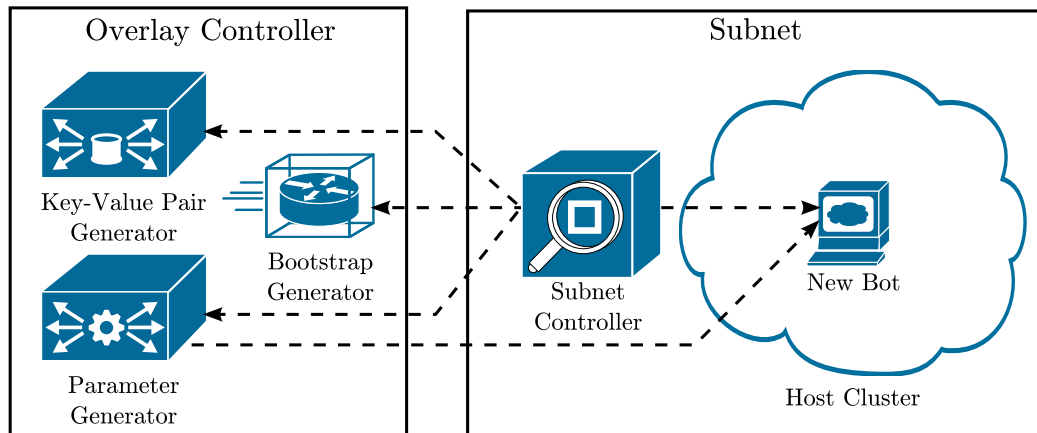 Overlay Controller
Key-Value Pair
Generator
Bootstrap
Generator
Parameter
Generator
Subnet
Subnet
Controller
New Bot
Host Cluster